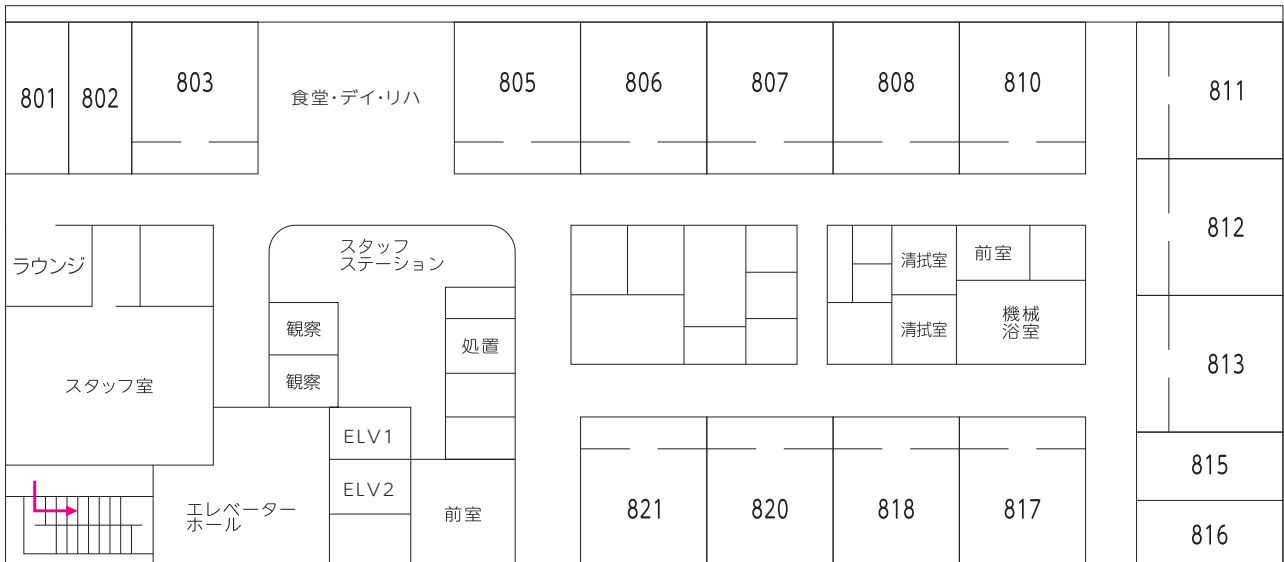 801
802
803
食堂・デイ・リハ
805
806
807
808
810
811
812
813
815
816
ラウンジ
スタッフ
ステーション
観察
観察
処置
清拭室
清拭室
前室
機械
浴室
スタッフ室
ELV1
ELV2
エレベーター
ホール
前室
821
820
818
817